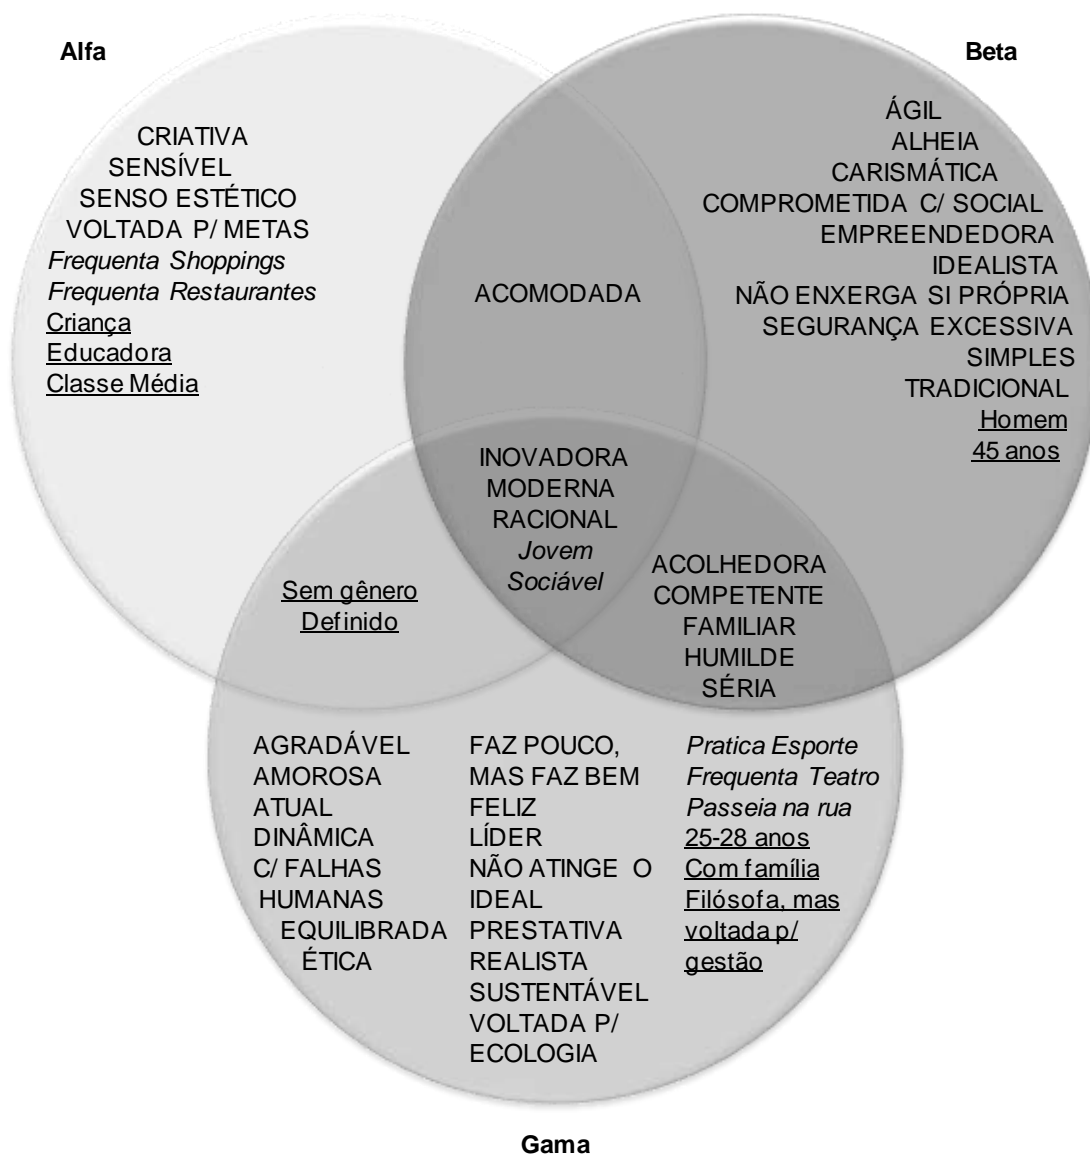 Alfa
Beta
CRIATIVA
SENSÍVEL
SENSO ESTÉTICO
VOLTADA P/ METAS
Frequenta Shoppings
Frequenta Restaurantes
Criança
Educadora
Classe Média
ACOMODADA
ÁGIL
ALHEIA
CARISMÁTICA
COMPROMETIDA C/ SOCIAL
EMPREENDEDORA
IDEALISTA
NÃO ENXERGA SI PRÓPRIA
SEGURANÇA EXCESSIVA
SIMPLES
TRADICIONAL
Homem
45 anos
INOVADORA
MODERNA
RACIONAL
Jovem
Sociável
Sem gênero
Definido
ACOLHEDORA
COMPETENTE
FAMILIAR
HUMILDE
SÉRIA
AGRADÁVEL
AMOROSA
ATUAL
DINÂMICA
C/ FALHAS
HUMANAS
EQUILIBRADA
ÉTICA
FAZ POUCO,
MAS FAZ BEM
FELIZ
LÍDER
NÃO ATINGE O
IDEAL
PRESTATIVA
REALISTA
SUSTENTÁVEL
VOLTADA P/
ECOLOGIA
Pratica Esporte
Frequenta Teatro
Passeia na rua
25-28 anos
Com família
Filósofa, mas
voltada p/
gestão
Gama